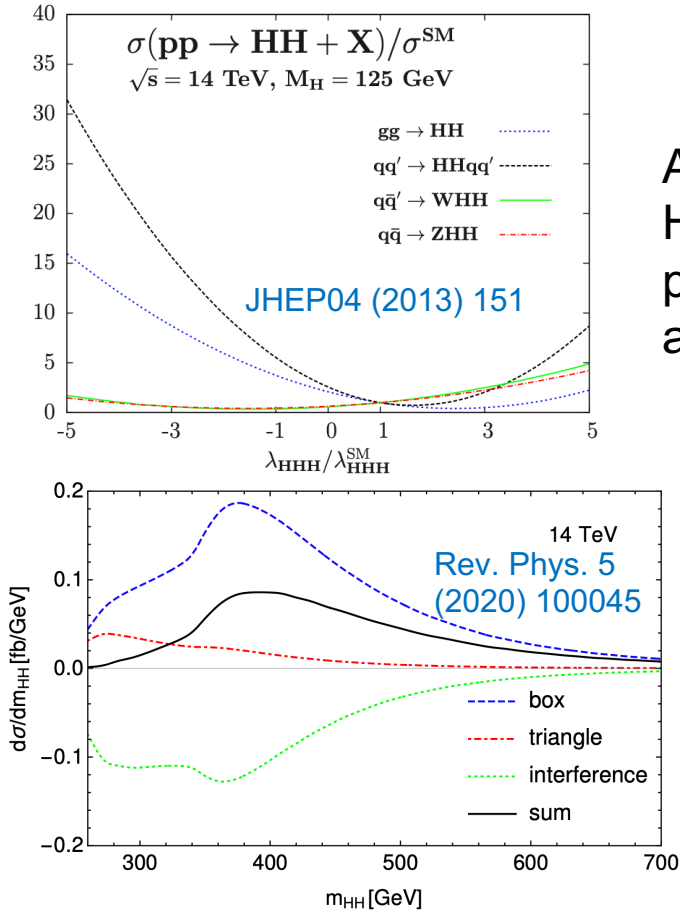 σ(pp → HH + X)/σ^SM
√s = 14 TeV, M_H = 125 GeV
gg → HH
qq′ → HHqq′
qq̄′ → WHH
qq̄ → ZHH
JHEP04 (2013) 151
40
35
30
25
20
15
10
5
0
-5 -3 -1 0 1 3 5
λ_HHH/λ^SM_HHH
A
H
p
a
14 TeV
Rev. Phys. 5
(2020) 100045
dσ/dm_HH [fb/GeV]
0.2
0.1
0.0
−0.1
−0.2
box
triangle
interference
sum
300 400 500 600 700
m_HH [GeV]